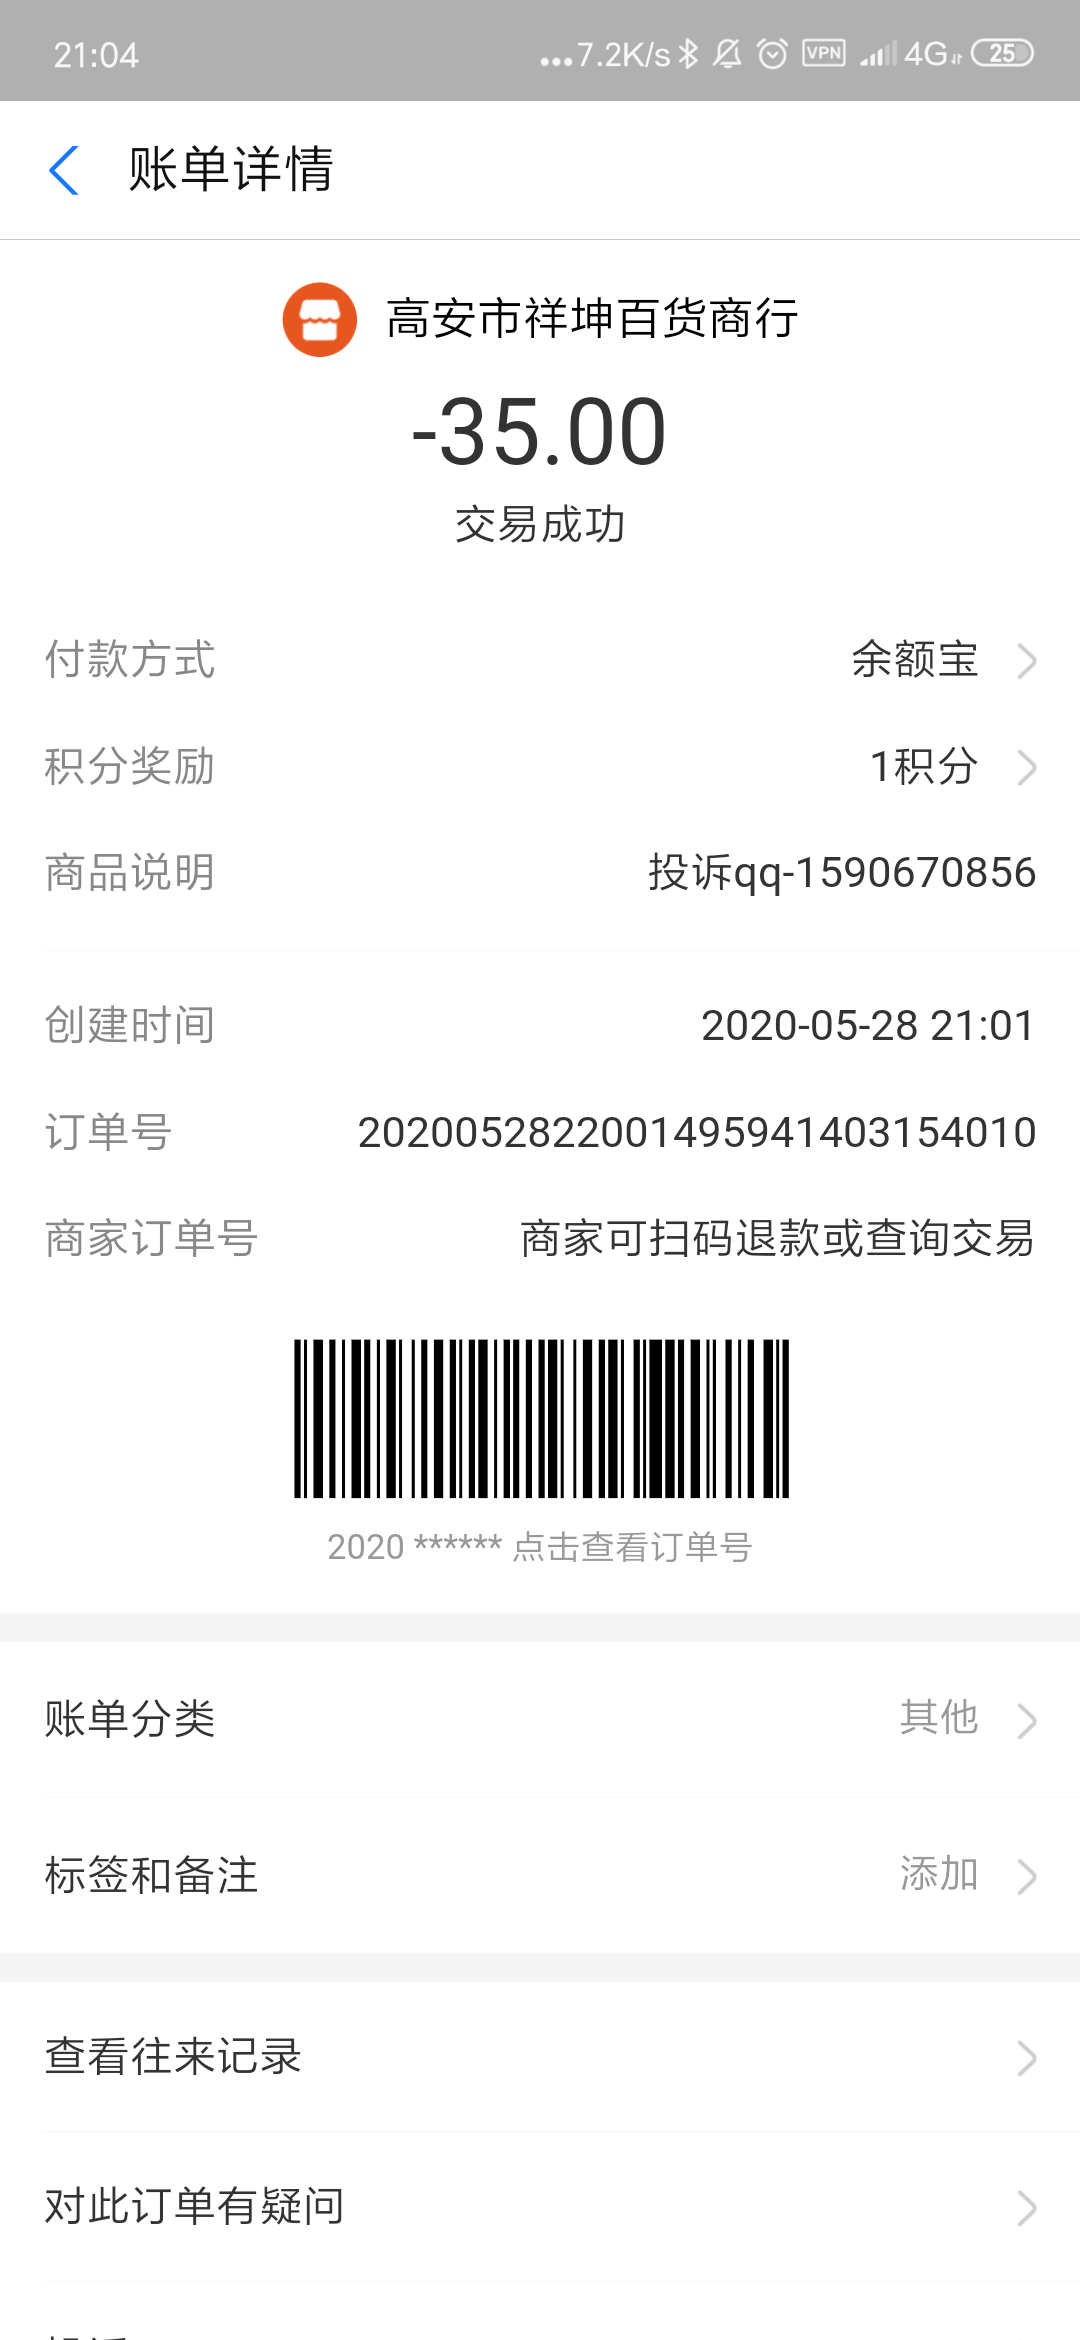 21:04 ...7.2K/s VPN 4G 25
账单详情
高安市祥坤百货商行
-35.00
交易成功
付款方式 余额宝
积分奖励 1积分
商品说明 投诉qq-1590670856
创建时间 2020-05-28 21:01
订单号 2020052822001495941403154010
商家订单号 商家可扫码退款或查询交易
2020 ****** 点击查看订单号
账单分类 其他
标签和备注 添加
查看往来记录
对此订单有疑问